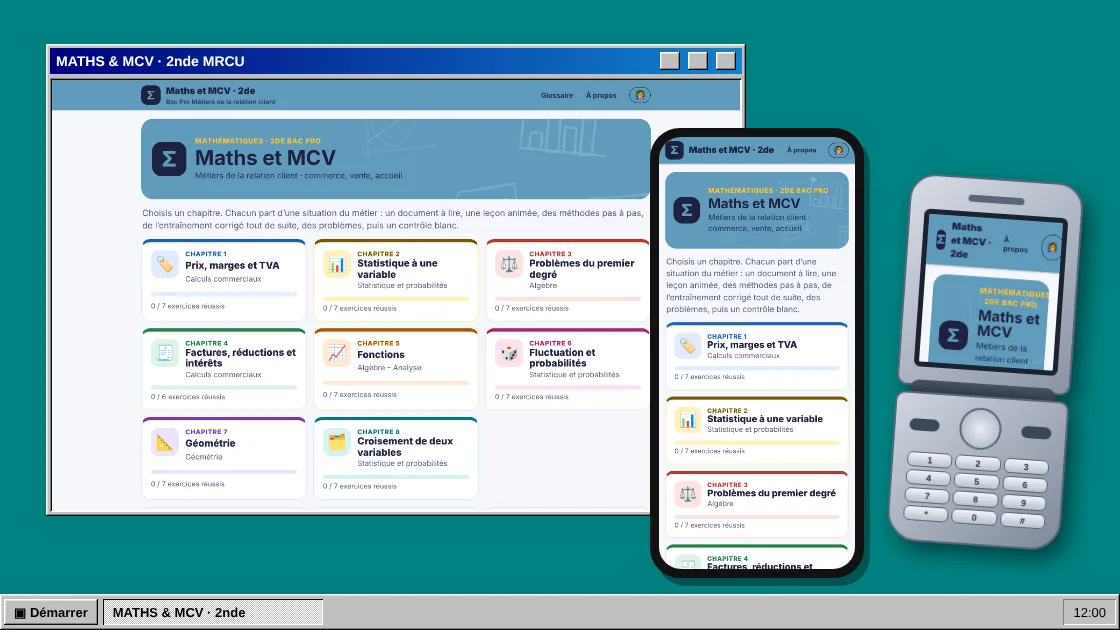 MATHS & MCV · 2nde MRCU
Σ
Maths et MCV · 2de
Bac Pro Métiers de la relation client
Glossaire
À propos
Σ
MATHÉMATIQUES · 2DE BAC PRO
Maths et MCV
Métiers de la relation client · commerce, vente, accueil
Choisis un chapitre. Chacun part d'une situation du métier : un document à lire, une leçon animée, des méthodes pas à pas,
de l'entraînement corrigé tout de suite, des problèmes, puis un contrôle blanc.
CHAPITRE 1
Prix, marges et TVA
Calculs commerciaux
0 / 7 exercices réussis
CHAPITRE 2
Statistique à une
variable
Statistique et probabilités
0 / 7 exercices réussis
CHAPITRE 3
Problèmes du premier
degré
Algèbre
0 / 7 exercices réussis
CHAPITRE 4
Factures, réductions et
intérêts
Calculs commerciaux
0 / 6 exercices réussis
CHAPITRE 5
Fonctions
Algèbre – Analyse
0 / 7 exercices réussis
CHAPITRE 6
Fluctuation et
probabilités
Statistique et probabilités
0 / 7 exercices réussis
CHAPITRE 7
Géométrie
Géométrie
0 / 7 exercices réussis
CHAPITRE 8
Croisement de deux
variables
Statistique et probabilités
0 / 7 exercices réussis
Σ
Maths et MCV · 2de
À propos
Σ
MATHÉMATIQUES · 2DE BAC PRO
Maths et MCV
Métiers de la relation client ·
commerce, vente, accueil
Choisis un chapitre. Chacun part d'une
situation du métier : un document à lire, une
leçon animée, des méthodes pas à pas, de
l'entraînement corrigé tout de suite, des
problèmes, puis un contrôle blanc.
CHAPITRE 1
Prix, marges et TVA
Calculs commerciaux
0 / 7 exercices réussis
CHAPITRE 2
Statistique à une variable
Statistique et probabilités
0 / 7 exercices réussis
CHAPITRE 3
Problèmes du premier degré
Algèbre
0 / 7 exercices réussis
CHAPITRE 4
Factures, réductions et
Σ
Maths
et MCV ·
2de
À
propos
Σ
MATHÉMATIQUES
· 2DE BAC PRO
Maths et
MCV
Métiers de la
relation client ·
1 2 3
4 5 6
7 8 9
* 0 #
▣ Démarrer
MATHS & MCV · 2nde
12:00